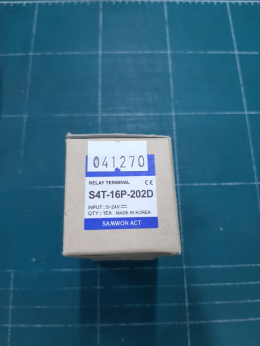 041270
RELAY TERMINAL CE
S4T-16P-202D
INPUT : 5~24V
QTY : 1EA MADE IN KOREA
SAMWON ACT